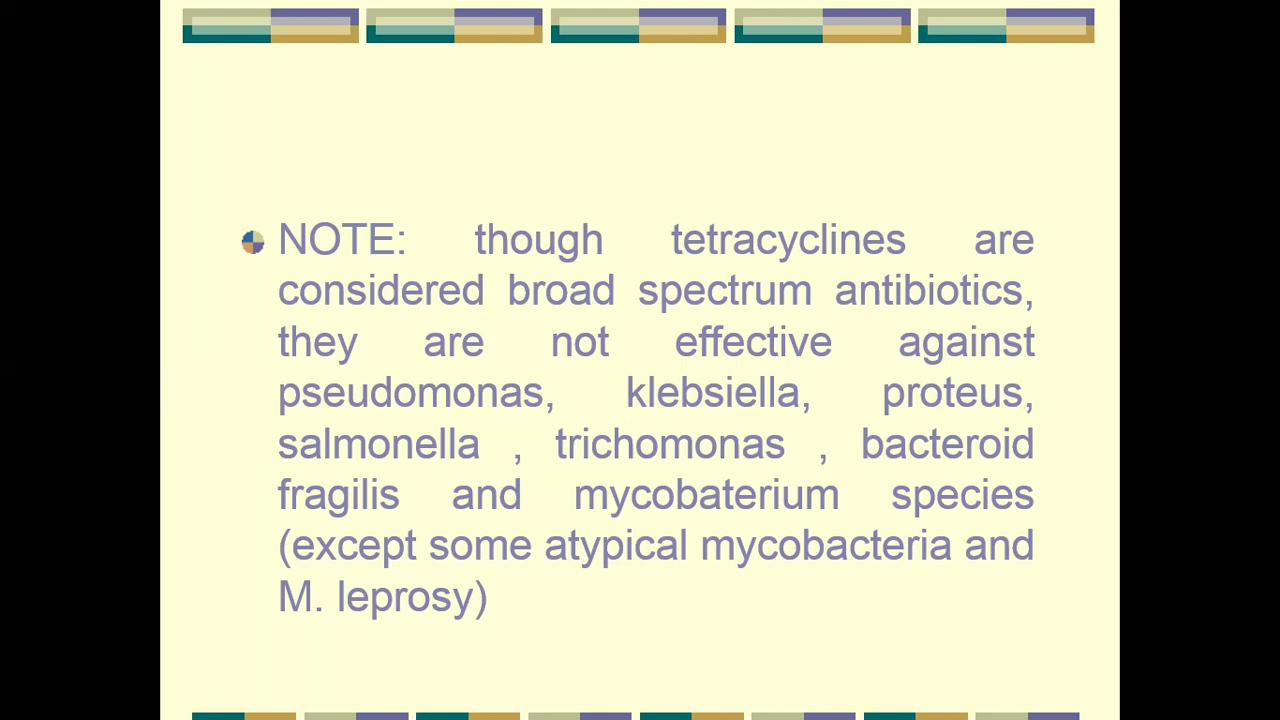 NOTE: though tetracyclines are
considered broad spectrum antibiotics,
they are not effective against
pseudomonas, klebsiella, proteus,
salmonella , trichomonas , bacteroid
fragilis and mycobaterium species
(except some atypical mycobacteria and
M. leprosy)